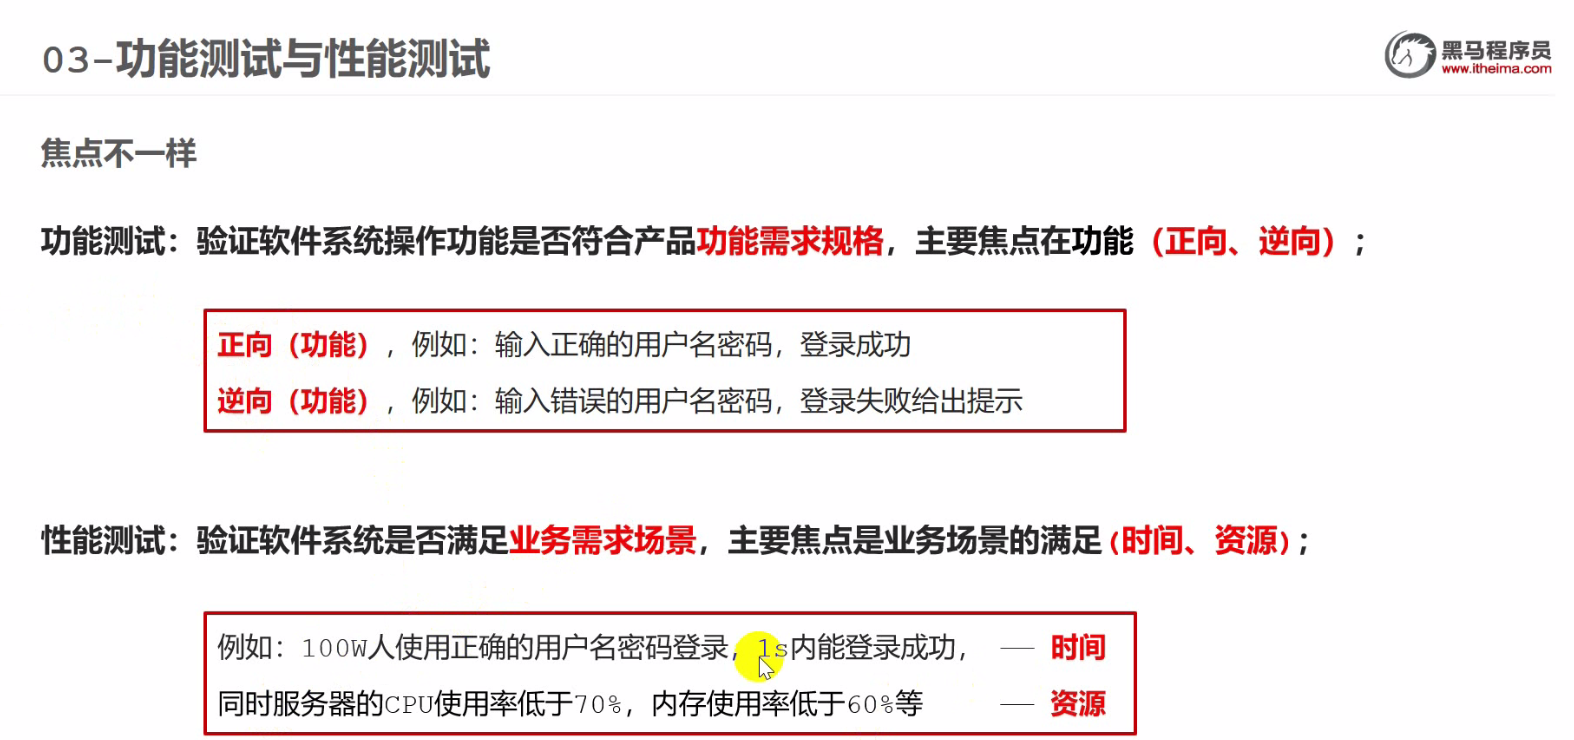 03-功能测试与性能测试
黑马程序员
www.itheima.com
焦点不一样
功能测试：验证软件系统操作功能是否符合产品功能需求规格，主要焦点在功能（正向、逆向）；
正向（功能），例如：输入正确的用户名密码，登录成功
逆向（功能），例如：输入错误的用户名密码，登录失败给出提示
性能测试：验证软件系统是否满足业务需求场景，主要焦点是业务场景的满足(时间、资源)；
例如：100W人使用正确的用户名密码登录，1s内能登录成功， —— 时间
同时服务器的CPU使用率低于70%，内存使用率低于60%等 —— 资源